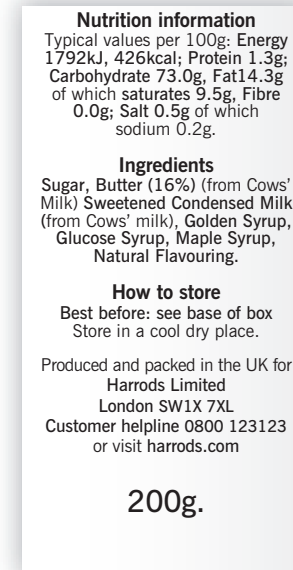 Nutrition information
Typical values per 100g: Energy
1792kJ, 426kcal; Protein 1.3g;
Carbohydrate 73.0g, Fat14.3g
of which saturates 9.5g, Fibre
0.0g; Salt 0.5g of which
sodium 0.2g.
Ingredients
Sugar, Butter (16%) (from Cows'
Milk) Sweetened Condensed Milk
(from Cows' milk), Golden Syrup,
Glucose Syrup, Maple Syrup,
Natural Flavouring.
How to store
Best before: see base of box
Store in a cool dry place.
Produced and packed in the UK for
Harrods Limited
London SW1X 7XL
Customer helpline 0800 123123
or visit harrods.com
200g.